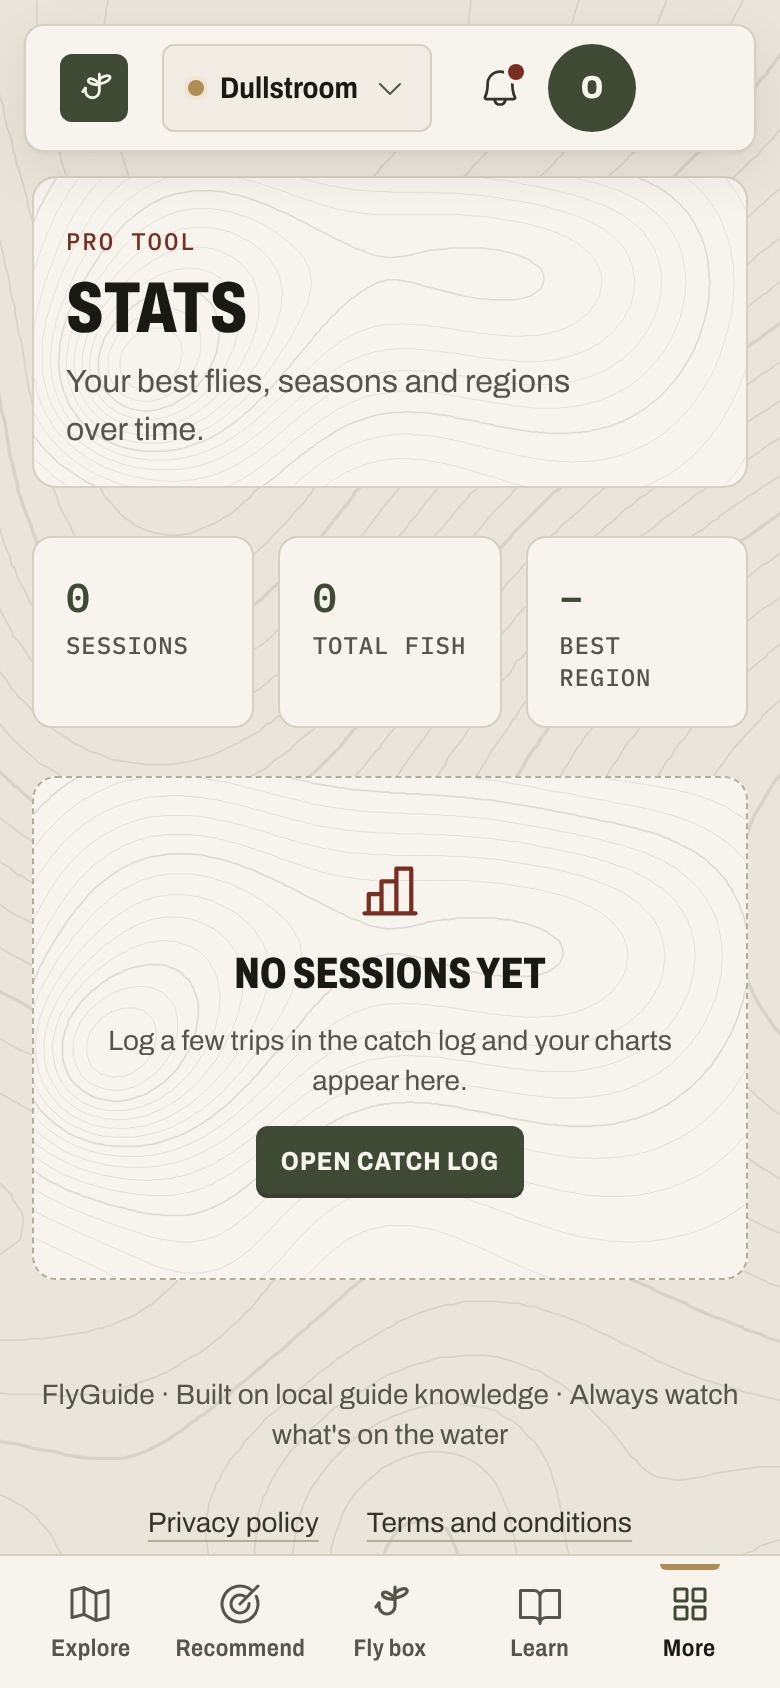 Dullstroom
O
PRO TOOL
STATS
Your best flies, seasons and regions
over time.
0
SESSIONS
0
TOTAL FISH
–
BEST
REGION
NO SESSIONS YET
Log a few trips in the catch log and your charts
appear here.
OPEN CATCH LOG
FlyGuide · Built on local guide knowledge · Always watch
what's on the water
Privacy policy
Terms and conditions
Explore
Recommend
Fly box
Learn
More